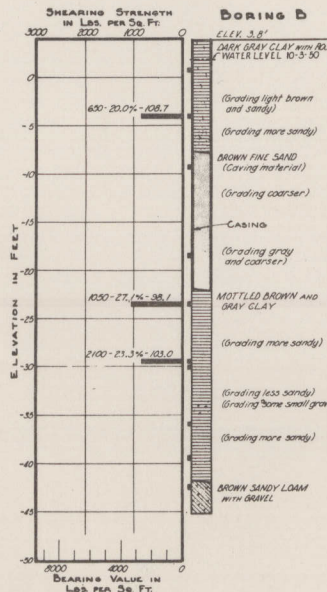 SHEARING STRENGTH
IN LBS. PER SQ. FT.
3000 2000 1000 0
BORING B
ELEV. 3.8'
DARK GRAY CLAY WITH
WATER LEVEL 10-3-50
0
650-20.0%-108.7
(Grading light brown
and sandy)
-5
(Grading more sandy)
BROWN FINE SAND
(Caving material)
-10
(Grading coarser)
-15
CASING
(Grading gray
and coarser)
-20
ELEVATION IN FEET
1050-27.1%-98.1
MOTTLED BROWN AND
GRAY CLAY
-25
(Grading more sandy)
2100-23.3%-103.0
-30
(Grading less sandy)
(Grading some small
-35
(Grading more sandy)
-40
BROWN SANDY LOAM
WITH GRAVEL
-45
-50
8000 4000 0
BEARING VALUE IN
LBS. PER SQ. FT.